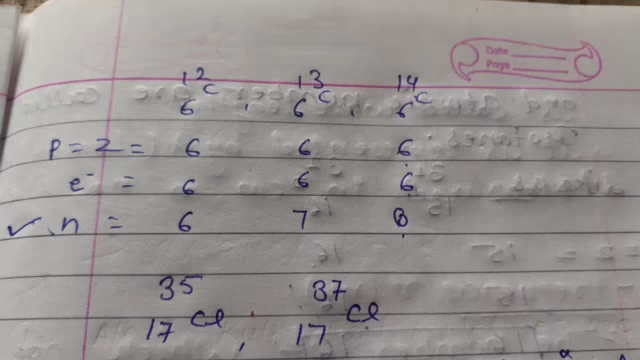 Date
Page
12 13 14
6 C , 6 C , 6 C
p = Z = 6 6 6
e⁻ = 6 6 6
✓ n = 6 7 8
35 37
17 Cl , 17 Cl